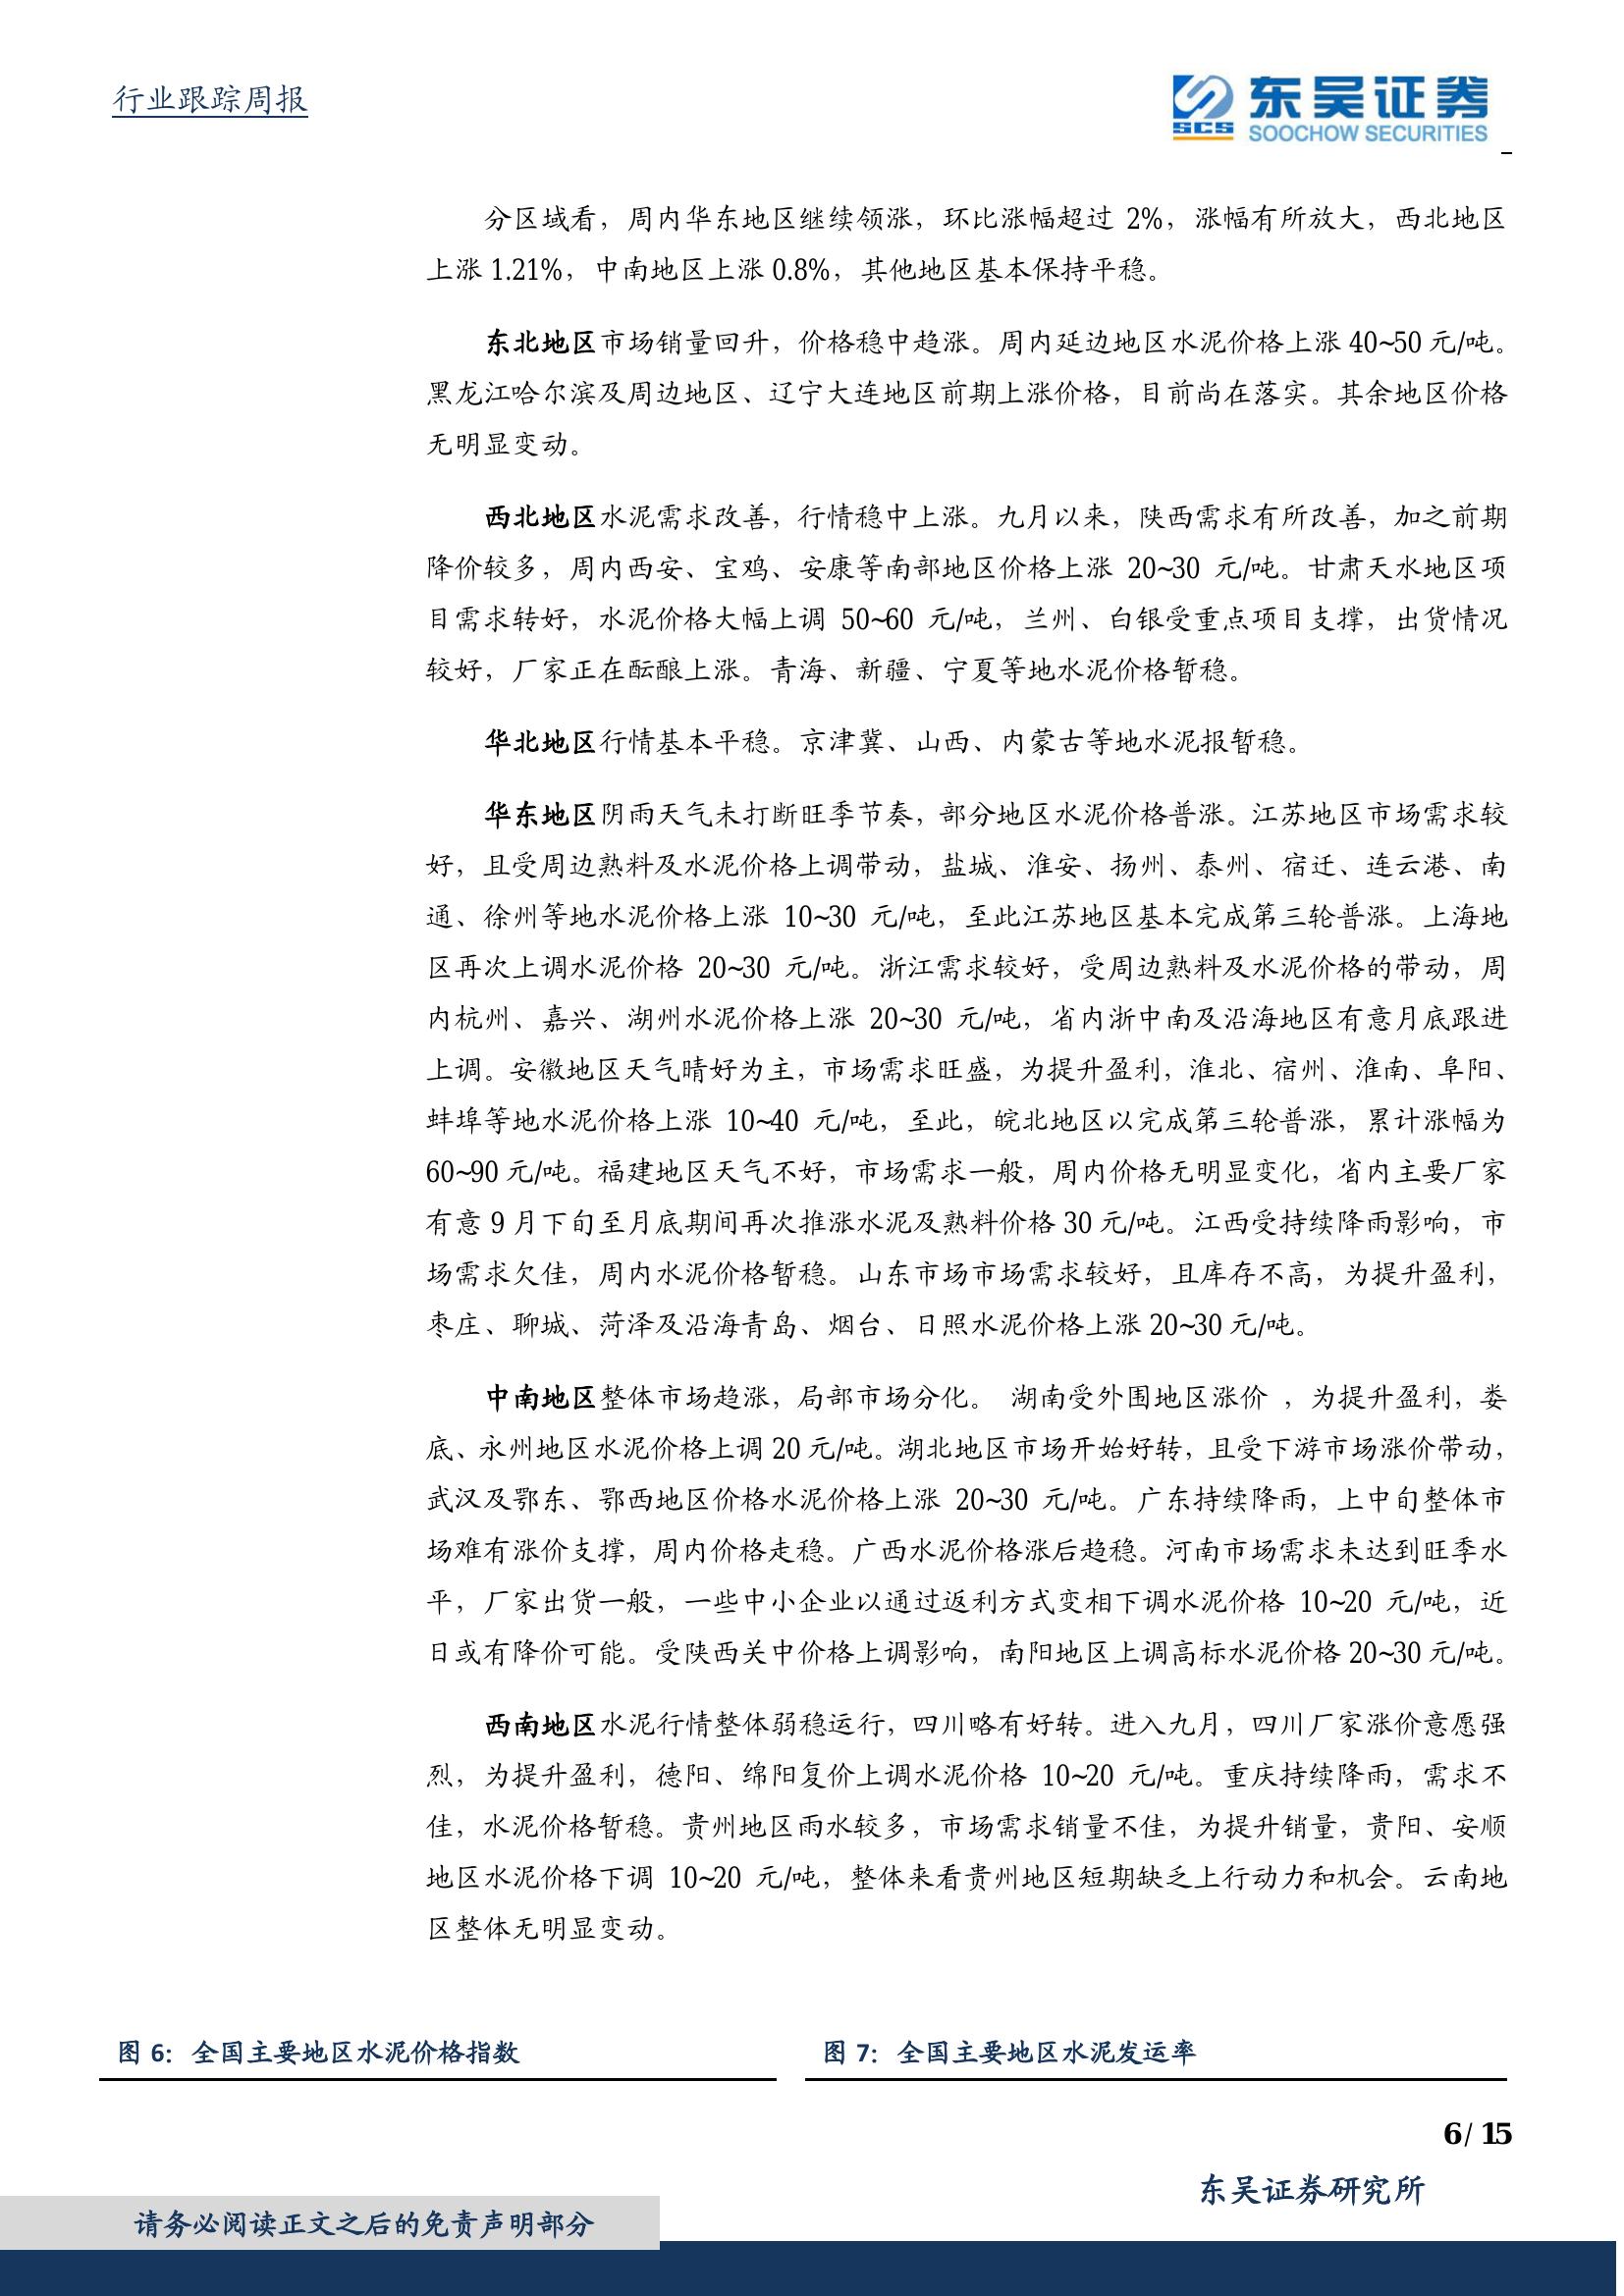 行业跟踪周报
SCS 东吴证券
SOOCHOW SECURITIES
分区域看，周内华东地区继续领涨，环比涨幅超过 2%，涨幅有所放大，西北地区
上涨 1.21%，中南地区上涨 0.8%，其他地区基本保持平稳。
东北地区市场销量回升，价格稳中趋涨。周内延边地区水泥价格上涨 40~50 元/吨。
黑龙江哈尔滨及周边地区、辽宁大连地区前期上涨价格，目前尚在落实。其余地区价格
无明显变动。
西北地区水泥需求改善，行情稳中上涨。九月以来，陕西需求有所改善，加之前期
降价较多，周内西安、宝鸡、安康等南部地区价格上涨 20~30 元/吨。甘肃天水地区项
目需求转好，水泥价格大幅上调 50~60 元/吨，兰州、白银受重点项目支撑，出货情况
较好，厂家正在酝酿上涨。青海、新疆、宁夏等地水泥价格暂稳。
华北地区行情基本平稳。京津冀、山西、内蒙古等地水泥报暂稳。
华东地区阴雨天气未打断旺季节奏，部分地区水泥价格普涨。江苏地区市场需求较
好，且受周边熟料及水泥价格上调带动，盐城、淮安、扬州、泰州、宿迁、连云港、南
通、徐州等地水泥价格上涨 10~30 元/吨，至此江苏地区基本完成第三轮普涨。上海地
区再次上调水泥价格 20~30 元/吨。浙江需求较好，受周边熟料及水泥价格的带动，周
内杭州、嘉兴、湖州水泥价格上涨 20~30 元/吨，省内浙中南及沿海地区有意月底跟进
上调。安徽地区天气晴好为主，市场需求旺盛，为提升盈利，淮北、宿州、淮南、阜阳、
蚌埠等地水泥价格上涨 10~40 元/吨，至此，皖北地区以完成第三轮普涨，累计涨幅为
60~90 元/吨。福建地区天气不好，市场需求一般，周内价格无明显变化，省内主要厂家
有意 9 月下旬至月底期间再次推涨水泥及熟料价格 30 元/吨。江西受持续降雨影响，市
场需求欠佳，周内水泥价格暂稳。山东市场市场需求较好，且库存不高，为提升盈利，
枣庄、聊城、菏泽及沿海青岛、烟台、日照水泥价格上涨 20~30 元/吨。
中南地区整体市场趋涨，局部市场分化。 湖南受外围地区涨价 ，为提升盈利，娄
底、永州地区水泥价格上调 20 元/吨。湖北地区市场开始好转，且受下游市场涨价带动，
武汉及鄂东、鄂西地区价格水泥价格上涨 20~30 元/吨。广东持续降雨，上中旬整体市
场难有涨价支撑，周内价格走稳。广西水泥价格涨后趋稳。河南市场需求未达到旺季水
平，厂家出货一般，一些中小企业以通过返利方式变相下调水泥价格 10~20 元/吨，近
日或有降价可能。受陕西关中价格上调影响，南阳地区上调高标水泥价格 20~30 元/吨。
西南地区水泥行情整体弱稳运行，四川略有好转。进入九月，四川厂家涨价意愿强
烈，为提升盈利，德阳、绵阳复价上调水泥价格 10~20 元/吨。重庆持续降雨，需求不
佳，水泥价格暂稳。贵州地区雨水较多，市场需求销量不佳，为提升销量，贵阳、安顺
地区水泥价格下调 10~20 元/吨，整体来看贵州地区短期缺乏上行动力和机会。云南地
区整体无明显变动。
图 6：全国主要地区水泥价格指数
图 7：全国主要地区水泥发运率
6 / 15
东吴证券研究所
请务必阅读正文之后的免责声明部分